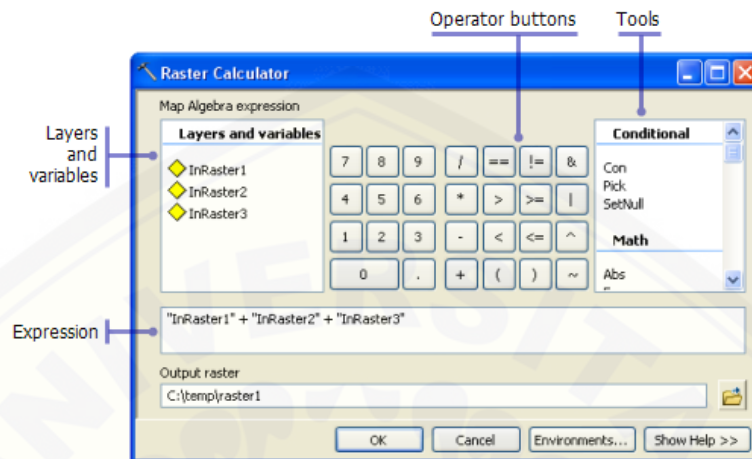 Operator buttons Tools
Raster Calculator
Map Algebra expression
Layers and variables
Layers and variables
InRaster1
InRaster2
InRaster3
7 8 9 / == != &
4 5 6 * > >= |
1 2 3 - < <= ^
0 . + ( ) ~
Conditional
Con
Pick
SetNull
Math
Abs
Expression
"InRaster1" + "InRaster2" + "InRaster3"
Output raster
C:\temp\raster1
OK Cancel Environments... Show Help >>
UNIVERSITA